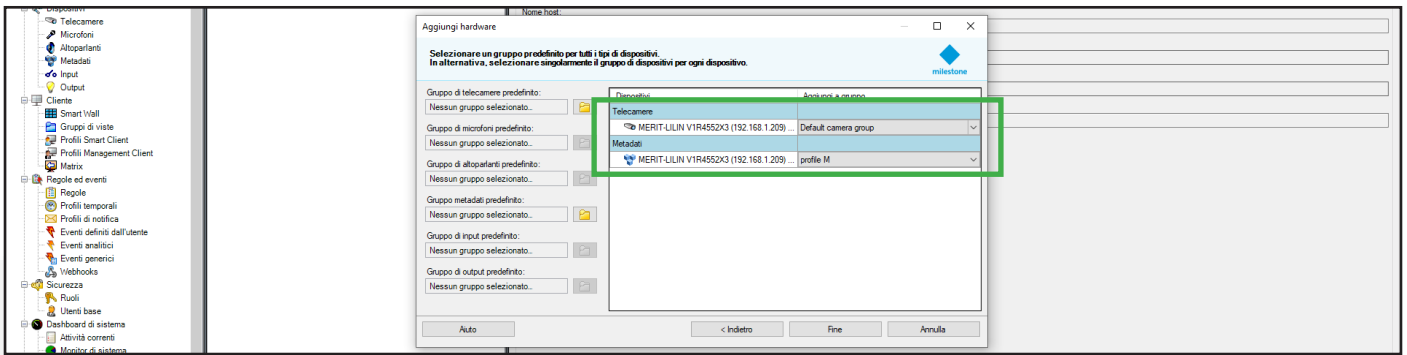 Dispositivi
Telecamere
Microfoni
Altoparlanti
Metadati
Input
Output
Cliente
Smart Wall
Gruppi di viste
Profili Smart Client
Profili Management Client
Matrix
Regole ed eventi
Regole
Profili temporali
Profili di notifica
Eventi definiti dall'utente
Eventi analitici
Eventi generici
Webhooks
Sicurezza
Ruoli
Utenti base
Dashboard di sistema
Attività correnti
Monitor di sistema
Nome host:
Aggiungi hardware
Selezionare un gruppo predefinito per tutti i tipi di dispositivi.
In alternativa, selezionare singolarmente il gruppo di dispositivi per ogni dispositivo.
milestone
Gruppo di telecamere predefinito:
Nessun gruppo selezionato...
Gruppo di microfoni predefinito:
Nessun gruppo selezionato...
Gruppo di altoparlanti predefinito:
Nessun gruppo selezionato...
Gruppo metadati predefinito:
Nessun gruppo selezionato...
Gruppo di input predefinito:
Nessun gruppo selezionato...
Gruppo di output predefinito:
Nessun gruppo selezionato...
Dispositivi Aggiungi a gruppo
Telecamere
MERIT-LILIN V1R4552X3 (192.168.1.209) ... Default camera group
Metadati
MERIT-LILIN V1R4552X3 (192.168.1.209) ... profile M
Aiuto
< Indietro
Fine
Annulla